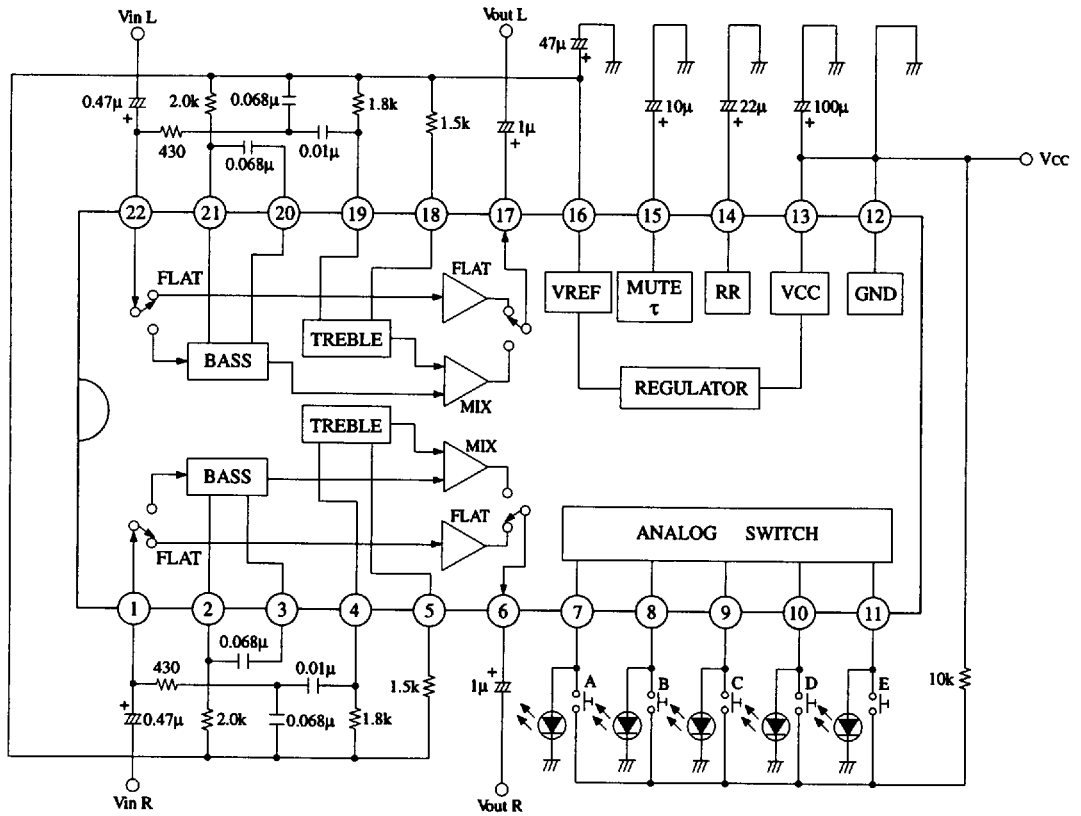 Vin L
Vout L
47μ
+
0.47μ
+
2.0k
0.068μ
1.8k
1.5k
1μ
+
10μ
+
22μ
+
100μ
+
430
0.068μ
0.01μ
Vcc
22
21
20
19
18
17
16
15
14
13
12
FLAT
FLAT
VREF
MUTE
τ
RR
VCC
GND
TREBLE
BASS
MIX
REGULATOR
TREBLE
MIX
BASS
FLAT
FLAT
ANALOG SWITCH
1
2
3
4
5
6
7
8
9
10
11
0.068μ
430
0.01μ
1.5k
+
1μ
A
B
C
D
E
10k
+
0.47μ
2.0k
0.068μ
1.8k
Vin R
Vout R